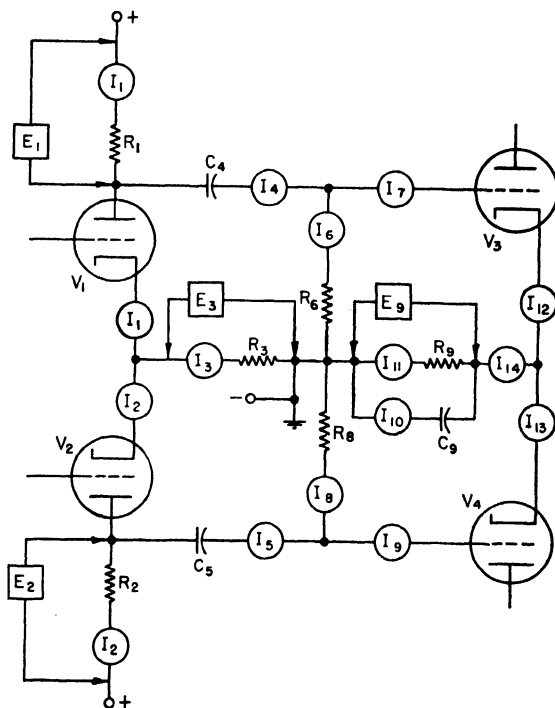 +
I₁
E₁
R₁
C₄
I₄
I₇
V₁
I₆
V₃
I₁
E₃
R₆
E₉
I₁₂
I₃
R₃
I₁₁
R₉
I₁₄
I₂
−
I₁₀
C₉
V₂
R₈
I₁₃
I₈
V₄
C₅
I₅
I₉
E₂
R₂
I₂
+